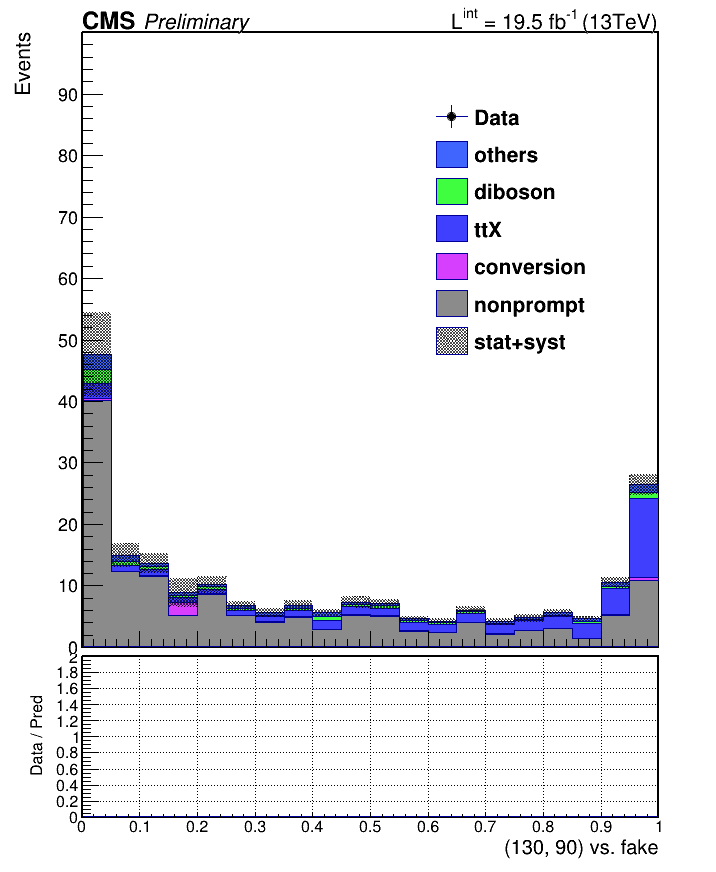 CMS Preliminary
L^int = 19.5 fb^-1 (13TeV)
Events
90
80
70
60
50
40
30
20
10
0
Data
others
diboson
ttX
conversion
nonprompt
stat+syst
Data / Pred
2
1.8
1.6
1.4
1.2
1
0.8
0.6
0.4
0.2
0
0 0.1 0.2 0.3 0.4 0.5 0.6 0.7 0.8 0.9 1
(130, 90) vs. fake